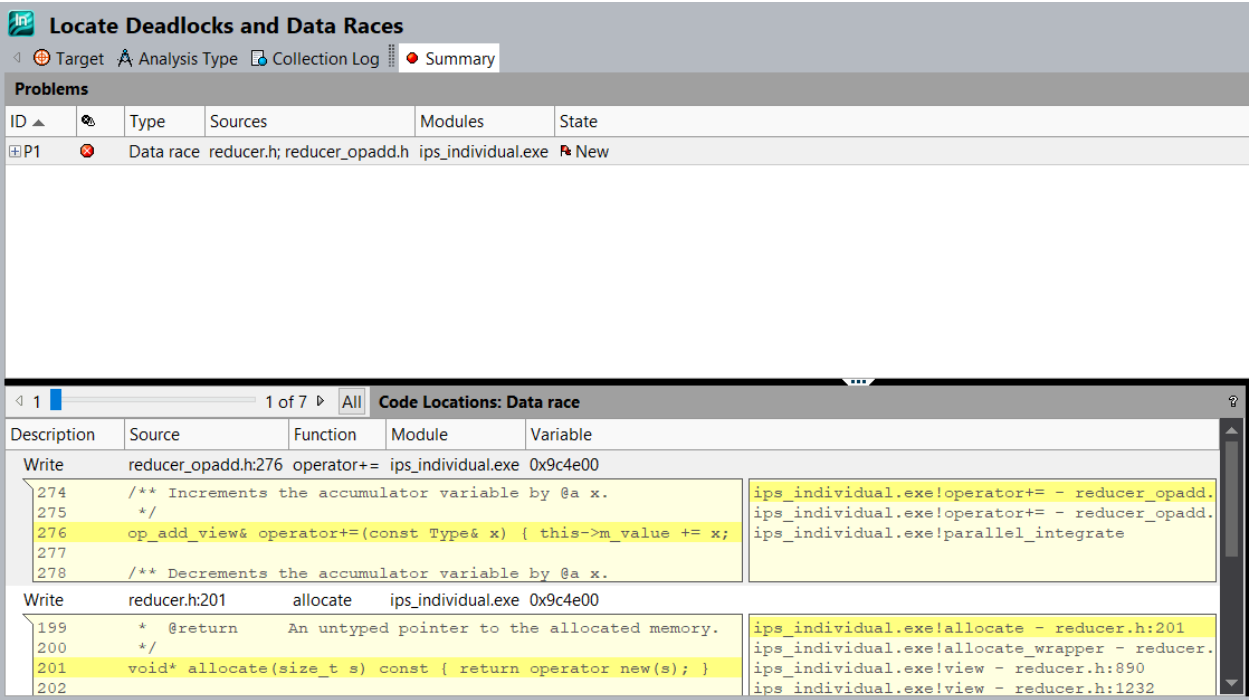 In
Locate Deadlocks and Data Races
Target Analysis Type Collection Log Summary
Problems
ID Type Sources Modules State
P1 Data race reducer.h; reducer_opadd.h ips_individual.exe New
1 1 of 7 All Code Locations: Data race ?
Description Source Function Module Variable
Write reducer_opadd.h:276 operator+= ips_individual.exe 0x9c4e00
274 /** Increments the accumulator variable by @a x. ips_individual.exe!operator+= - reducer_opadd.
275 */ ips_individual.exe!operator+= - reducer_opadd.
276 op_add_view& operator+=(const Type& x) { this->m_value += x; ips_individual.exe!parallel_integrate
277
278 /** Decrements the accumulator variable by @a x.
Write reducer.h:201 allocate ips_individual.exe 0x9c4e00
199 * @return An untyped pointer to the allocated memory. ips_individual.exe!allocate - reducer.h:201
200 */ ips_individual.exe!allocate_wrapper - reducer.
201 void* allocate(size_t s) const { return operator new(s); } ips_individual.exe!view - reducer.h:890
202 ips_individual.exe!view - reducer.h:1232